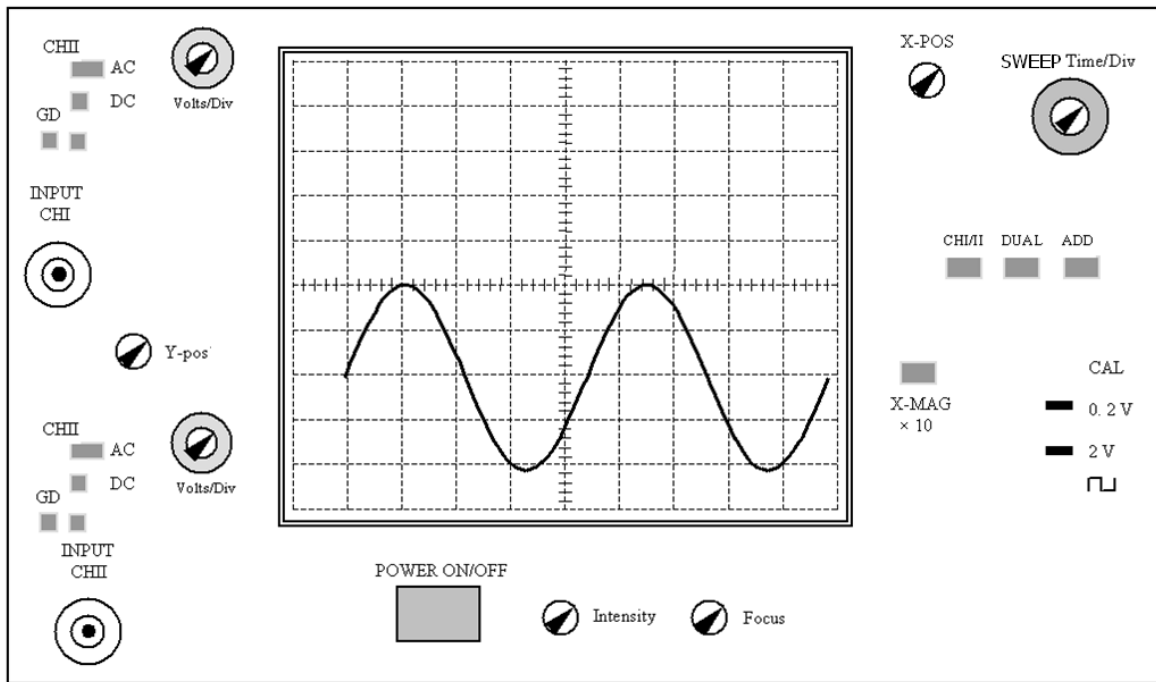 CHII
AC
DC
GD
Volts/Div
INPUT
CHI
Y-pos
CHII
AC
DC
GD
Volts/Div
INPUT
CHII
POWER ON/OFF
Intensity
Focus
X-POS
SWEEP Time/Div
CHI/II DUAL ADD
X-MAG
× 10
CAL
0. 2 V
2 V